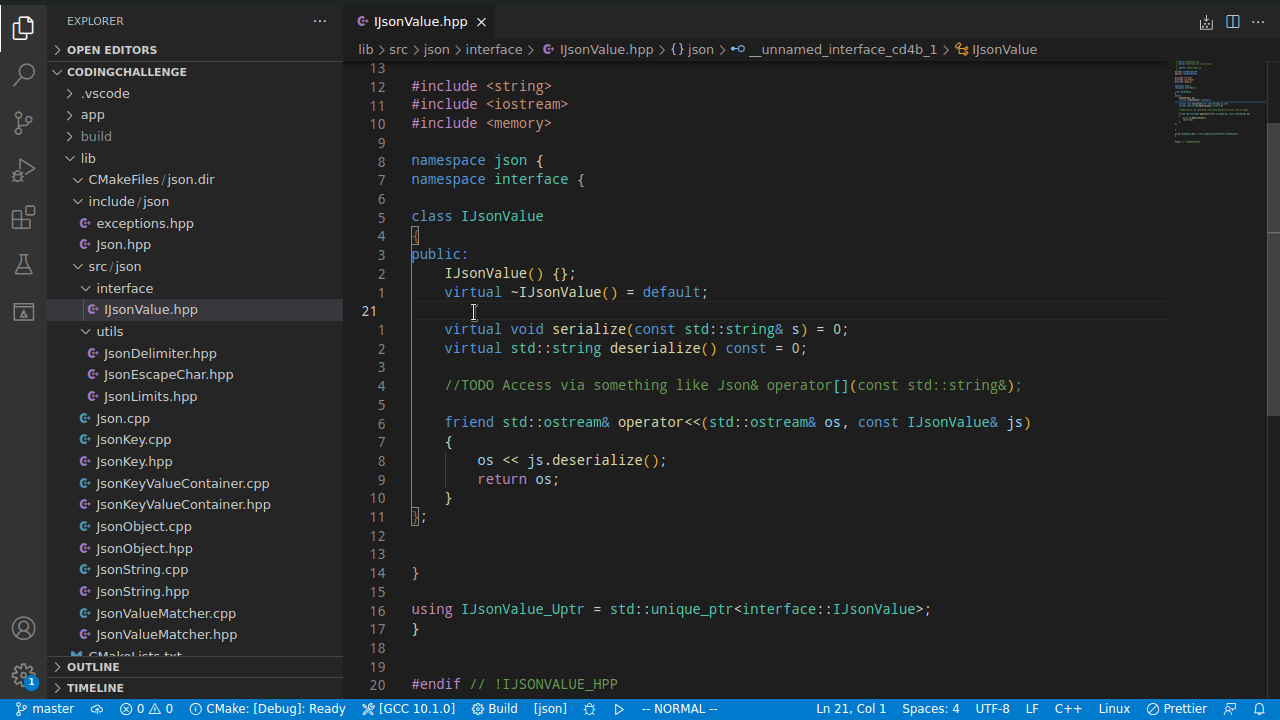 EXPLORER
OPEN EDITORS
CODINGCHALLENGE
.vscode
app
build
lib
CMakeFiles/json.dir
include/json
exceptions.hpp
Json.hpp
src/json
interface
IJsonValue.hpp
utils
JsonDelimiter.hpp
JsonEscapeChar.hpp
JsonLimits.hpp
Json.cpp
JsonKey.cpp
JsonKey.hpp
JsonKeyValueContainer.cpp
JsonKeyValueContainer.hpp
JsonObject.cpp
JsonObject.hpp
JsonString.cpp
JsonString.hpp
JsonValueMatcher.cpp
JsonValueMatcher.hpp
CMakeLists.txt
OUTLINE
TIMELINE
1
IJsonValue.hpp
lib > src > json > interface > IJsonValue.hpp > {} json > __unnamed_interface_cd4b_1 > IJsonValue
13
12 #include <string>
11 #include <iostream>
10 #include <memory>
9
8 namespace json {
7 namespace interface {
6
5 class IJsonValue
4 {
3 public:
2 IJsonValue() {};
1 virtual ~IJsonValue() = default;
21
1 virtual void serialize(const std::string& s) = 0;
2 virtual std::string deserialize() const = 0;
3
4 //TODO Access via something like Json& operator[](const std::string&);
5
6 friend std::ostream& operator<<(std::ostream& os, const IJsonValue& js)
7 {
8 os << js.deserialize();
9 return os;
10 }
11 };
12
13
14 }
15
16 using IJsonValue_Uptr = std::unique_ptr<interface::IJsonValue>;
17 }
18
19
20 #endif // !IJSONVALUE_HPP
master 0 0 CMake: [Debug]: Ready [GCC 10.1.0] Build [json] -- NORMAL -- Ln 21, Col 1 Spaces: 4 UTF-8 LF C++ Linux Prettier